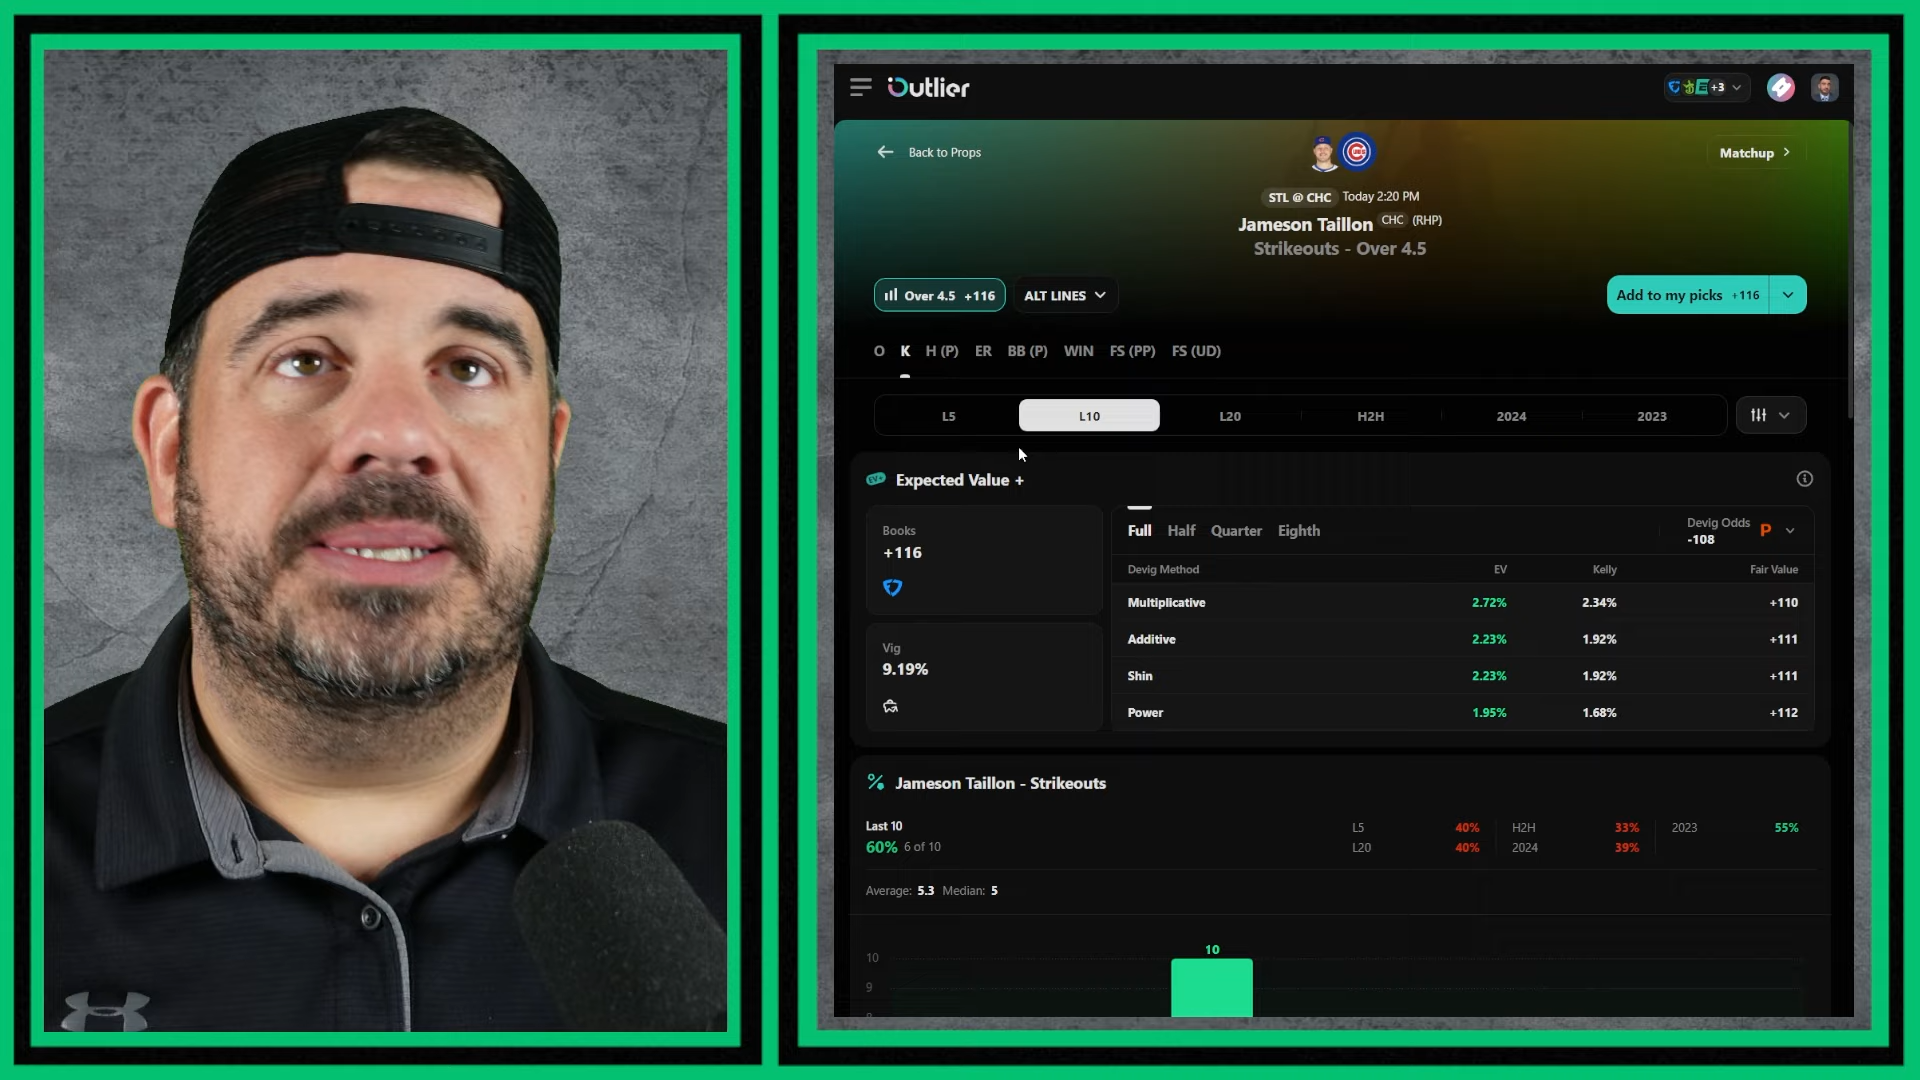 Outlier
+3
Back to Props
Matchup
STL @ CHC Today 2:20 PM
Jameson Taillon CHC (RHP)
Strikeouts - Over 4.5
Over 4.5 +116
ALT LINES
Add to my picks +116
O K H (P) ER BB (P) WIN FS (PP) FS (UD)
L5 L10 L20 H2H 2024 2023
EV+ Expected Value +
Books
+116
Vig
9.19%
Full Half Quarter Eighth
Devig Odds
-108
P
Devig Method EV Kelly Fair Value
Multiplicative 2.72% 2.34% +110
Additive 2.23% 1.92% +111
Shin 2.23% 1.92% +111
Power 1.95% 1.68% +112
Jameson Taillon - Strikeouts
Last 10
60% 6 of 10
L5 40% H2H 33% 2023 55%
L20 40% 2024 39%
Average: 5.3 Median: 5
10
10
9